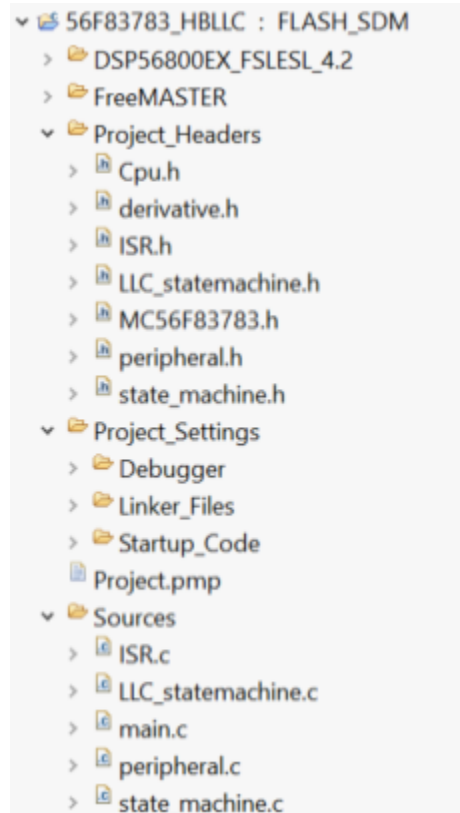 56F83783_HBLLC : FLASH_SDM
DSP56800EX_FSLESL_4.2
FreeMASTER
Project_Headers
Cpu.h
derivative.h
ISR.h
LLC_statemachine.h
MC56F83783.h
peripheral.h
state_machine.h
Project_Settings
Debugger
Linker_Files
Startup_Code
Project.pmp
Sources
ISR.c
LLC_statemachine.c
main.c
peripheral.c
state_machine.c